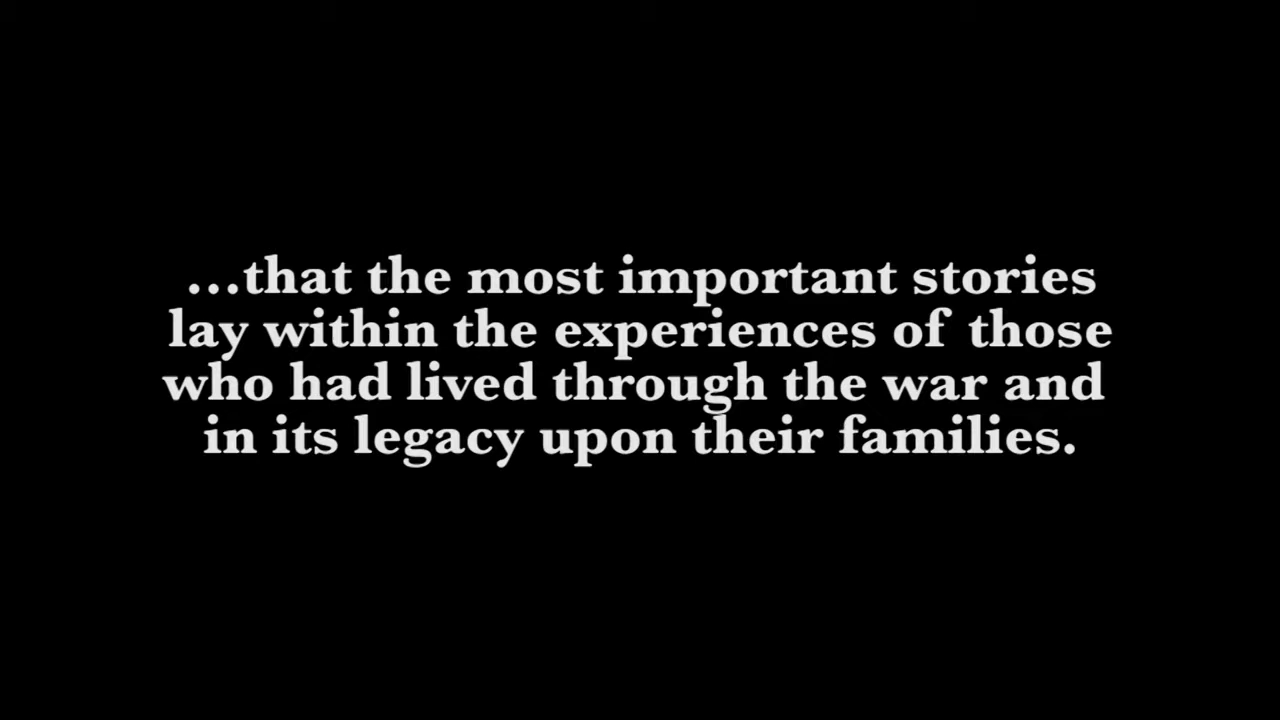 ...that the most important stories
lay within the experiences of those
who had lived through the war and
in its legacy upon their families.